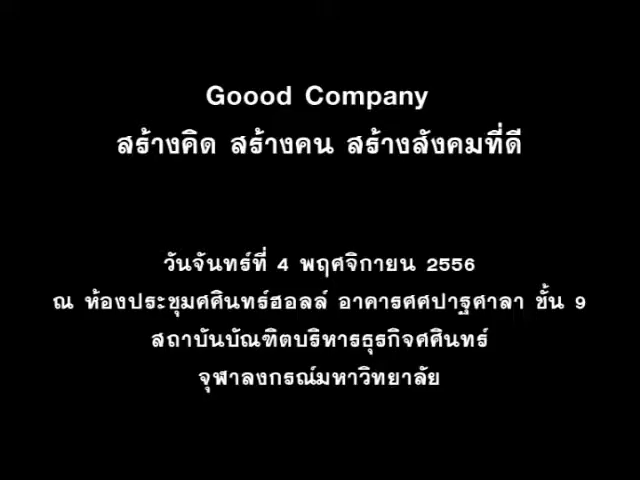 Goood Company
สร้างคิด สร้างคน สร้างสังคมที่ดี
วันจันทร์ที่ 4 พฤศจิกายน 2556
ณ ห้องประชุมศศินทร์ฮอลล์ อาคารศศปาฐศาลา ชั้น 9
สถาบันบัณฑิตบริหารธุรกิจศศินทร์
จุฬาลงกรณ์มหาวิทยาลัย